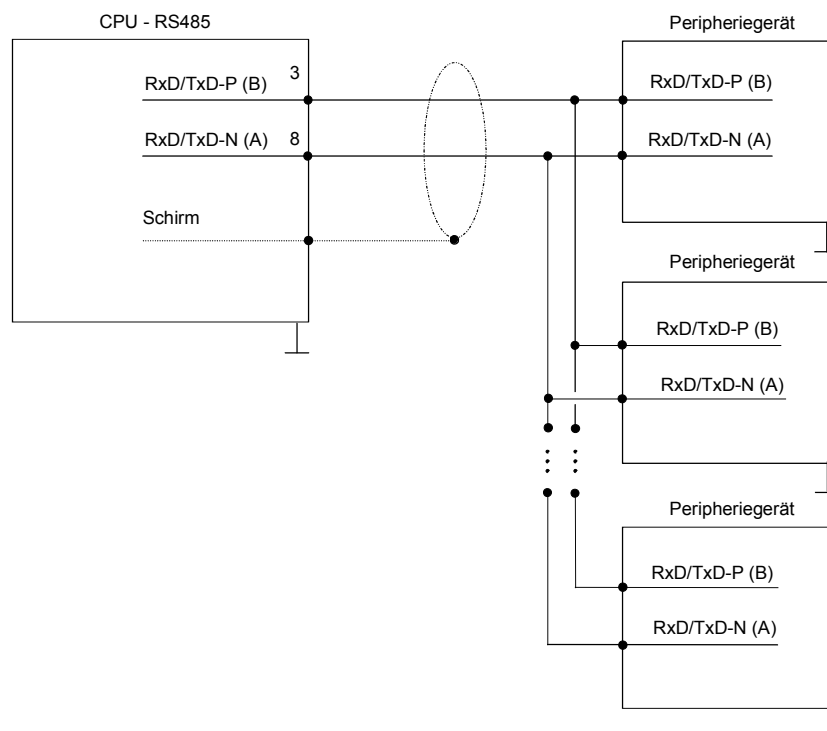 CPU - RS485
RxD/TxD-P (B) 3
RxD/TxD-N (A) 8
Schirm
Peripheriegerät
RxD/TxD-P (B)
RxD/TxD-N (A)
Peripheriegerät
RxD/TxD-P (B)
RxD/TxD-N (A)
Peripheriegerät
RxD/TxD-P (B)
RxD/TxD-N (A)